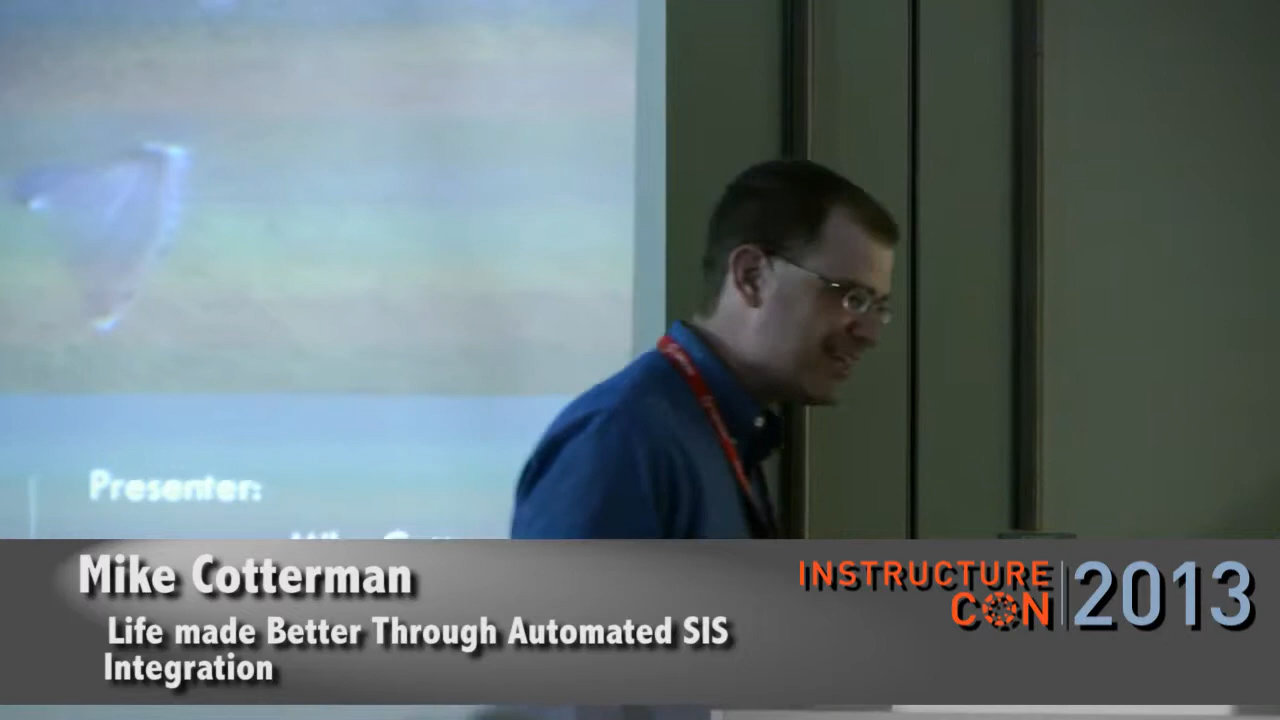 Presenter:
Mike Cotterman
Life made Better Through Automated SIS
Integration
INSTRUCTURE
CON 2013